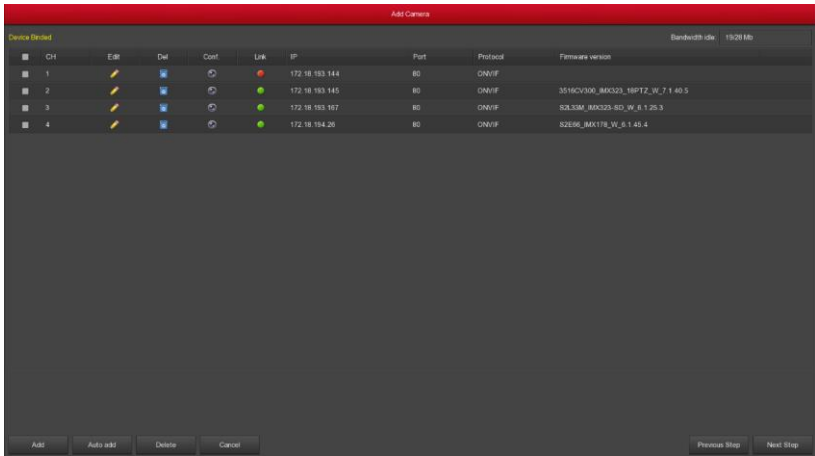 Add Camera
Device Binded
Bandwidth idle: 19/28 Mb
CH Edit Del Conf. Link IP Port Protocol Firmware version
1 172.18.193.144 80 ONVIF
2 172.18.193.145 80 ONVIF 3516CV300_IMX323_18PTZ_W_7.1.40.5
3 172.18.193.167 80 ONVIF S2L33M_IMX323-SD_W_6.1.25.3
4 172.18.194.26 80 ONVIF S2E66_IMX178_W_6.1.45.4
Add Auto add Delete Cancel Previous Step Next Step